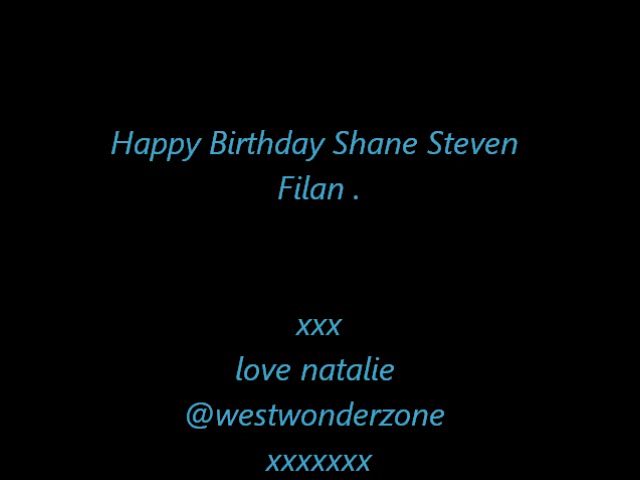 Happy Birthday Shane Steven
Filan .
xxx
love natalie
@westwonderzone
xxxxxxx